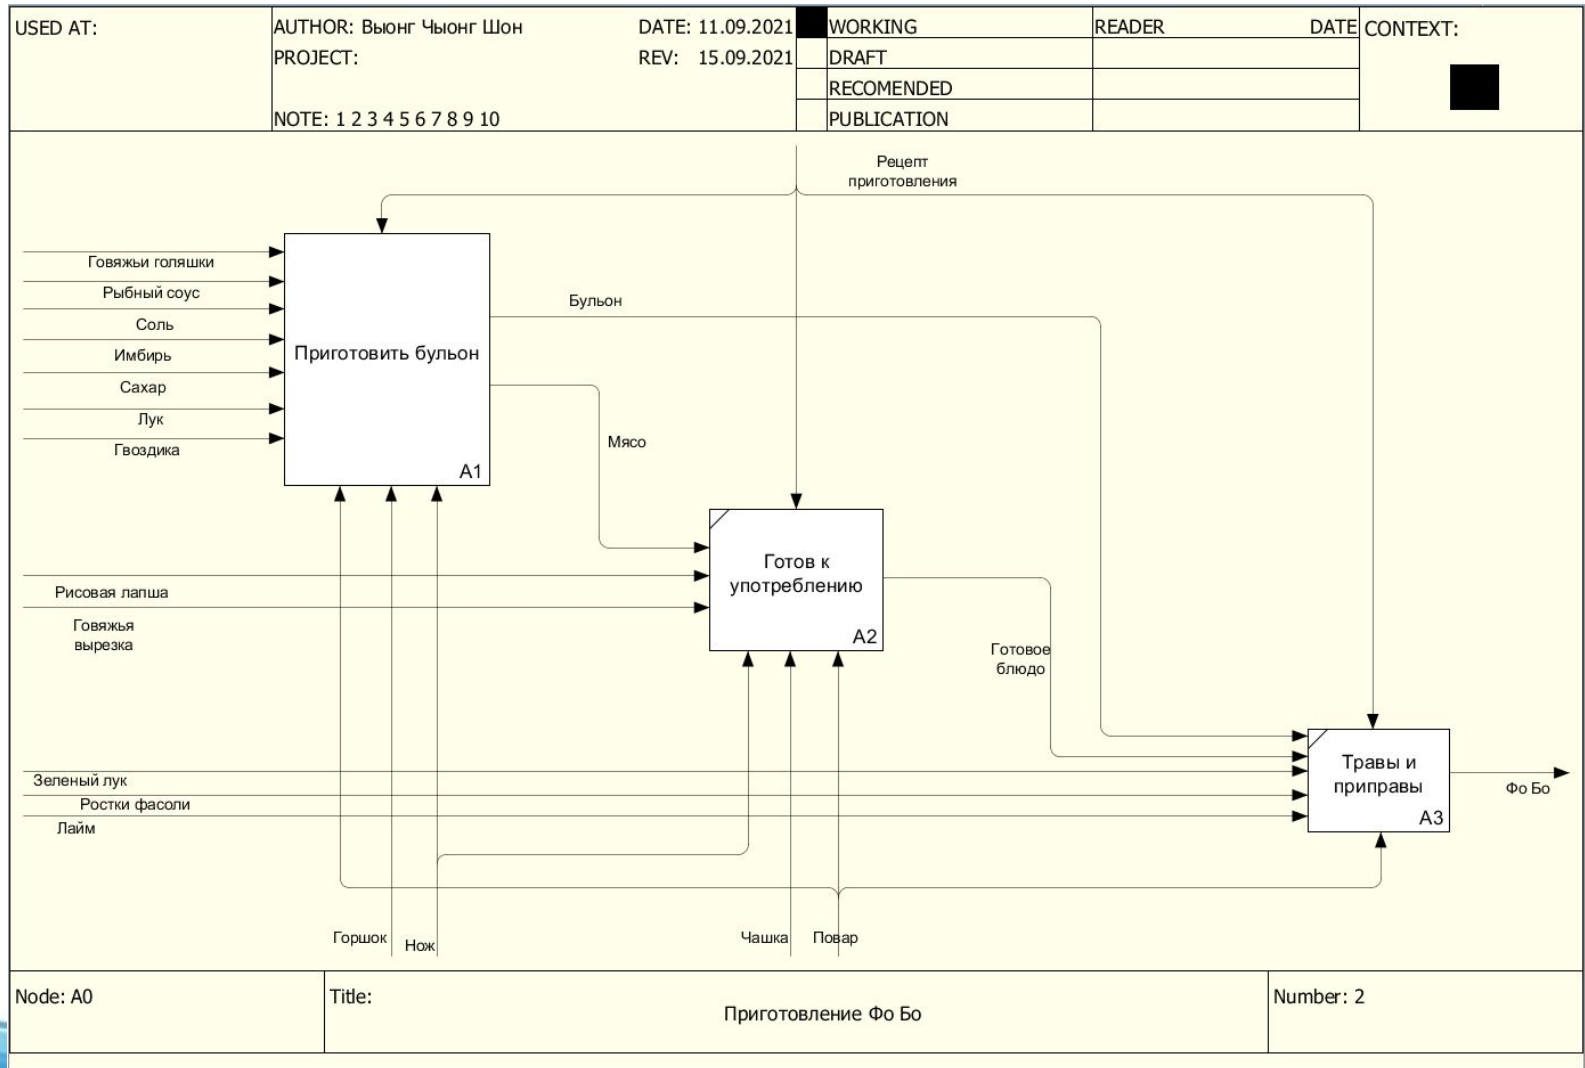 USED AT:
AUTHOR: Выонг Чыонг Шон
DATE: 11.09.2021
WORKING
READER
DATE
CONTEXT:
PROJECT:
REV: 15.09.2021
DRAFT
RECOMENDED
NOTE: 1 2 3 4 5 6 7 8 9 10
PUBLICATION
Рецепт
приготовления
Говяжьи голяшки
Рыбный соус
Соль
Имбирь
Сахар
Лук
Гвоздика
Приготовить бульон
A1
Бульон
Мясо
Готов к
употреблению
A2
Рисовая лапша
Говяжья
вырезка
Готовое
блюдо
Травы и
приправы
A3
Фо Бо
Зеленый лук
Ростки фасоли
Лайм
Горшок
Нож
Чашка
Повар
Node: A0
Title:
Приготовление Фо Бо
Number: 2